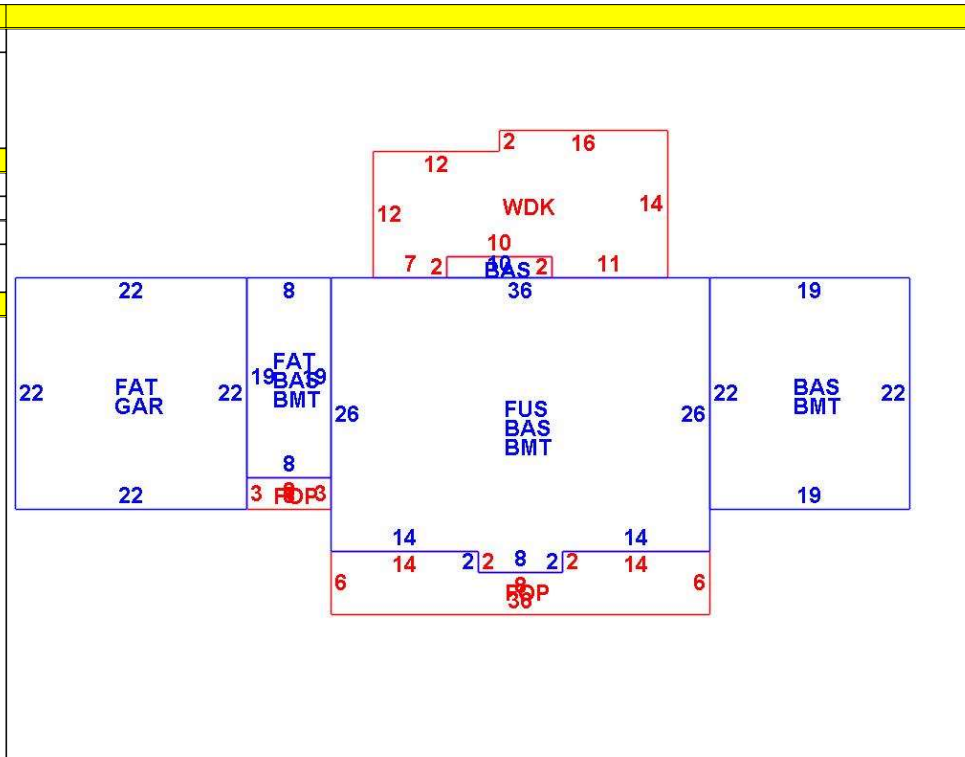 2 16
12
12 WDK 14
10
7 2 10 2 11
BAS
22 8 36 19
22 FAT GAR 22
19 FAT BAS BMT 19
26 FUS BAS BMT 26
22 BAS BMT 22
8
22 3 FOP 3 19
14 2 2 8 2 2 14
14 14
6 8 6
FOP
36